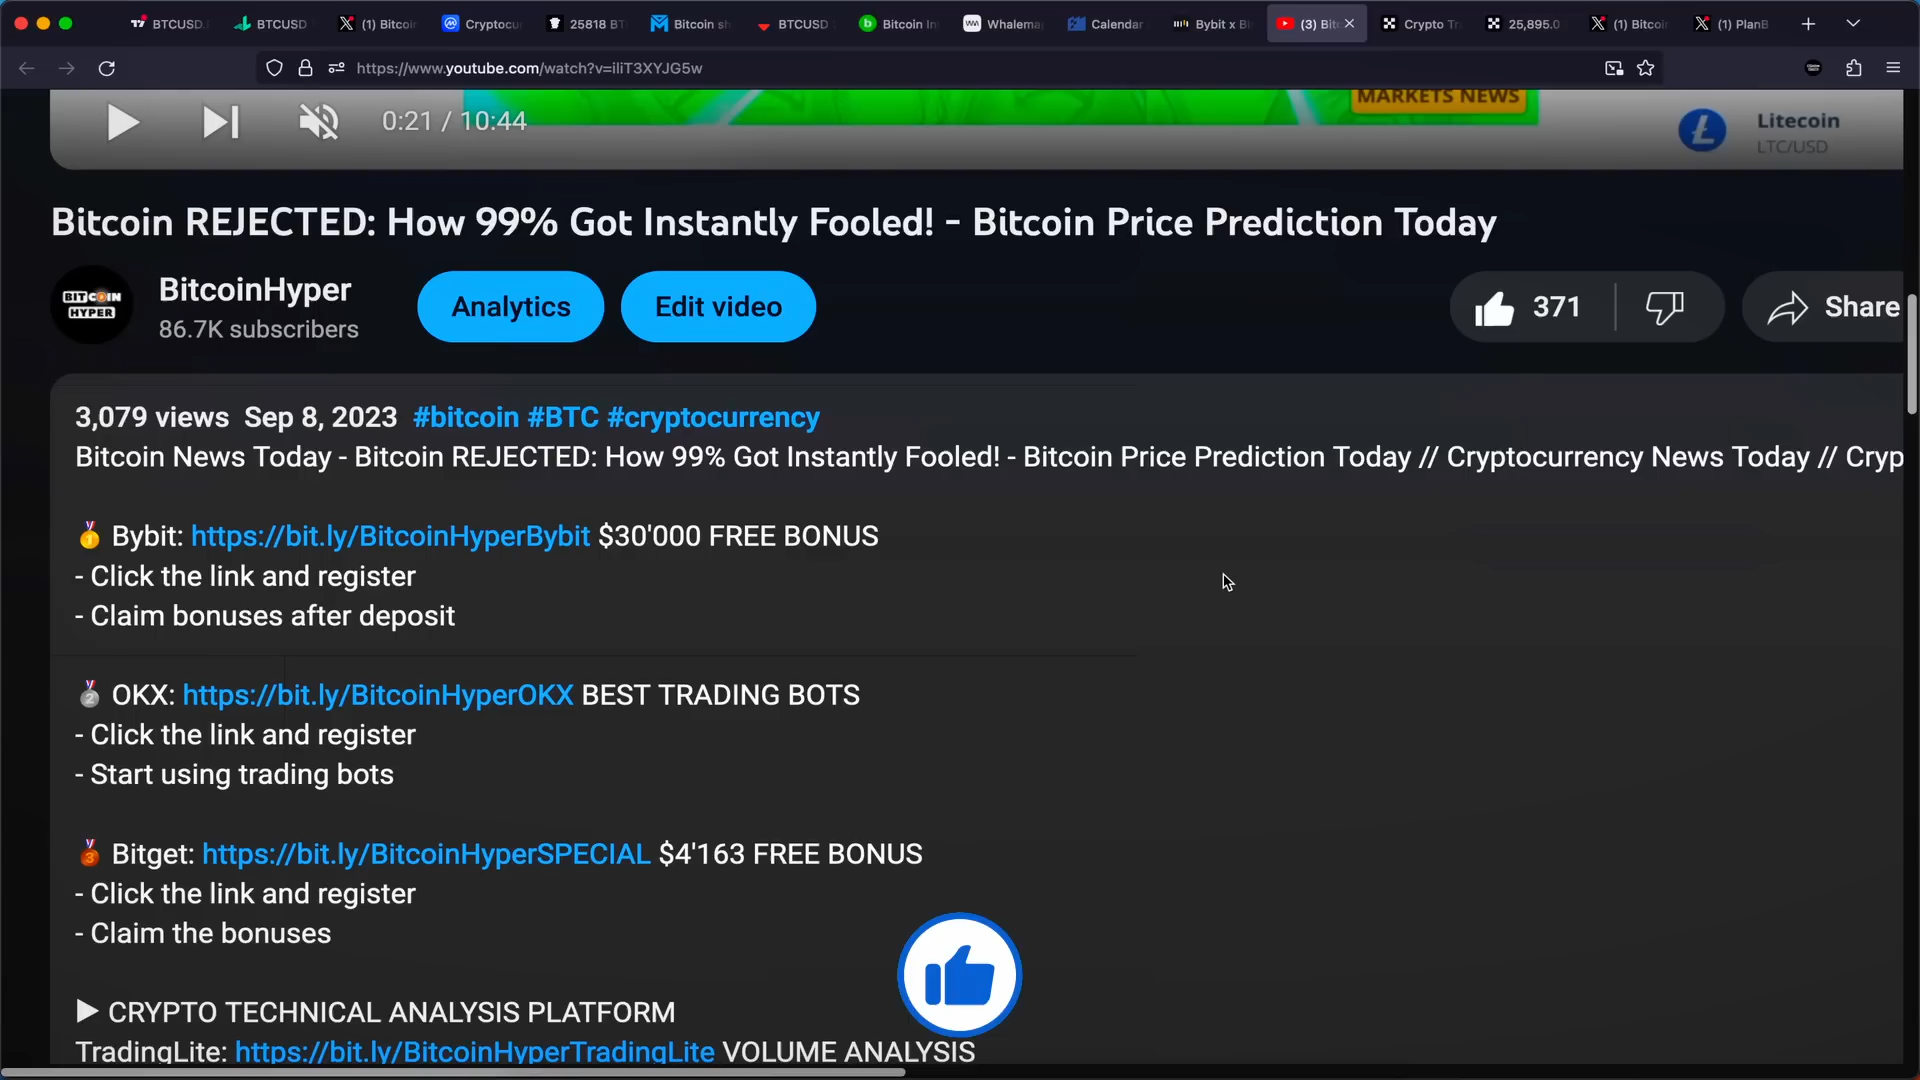 BTCUSD
BTCUSD
(1) Bitcoi
Cryptocu
25818 BT
Bitcoin sh
BTCUSD
Bitcoin In
Whalema
Calendar
Bybit x Bi
(3) Bitc
Crypto Tr
25,895.0
(1) Bitcoi
(1) PlanB
https://www.youtube.com/watch?v=iliT3XYJG5w
0:21 / 10:44
MARKETS NEWS
Litecoin
LTC/USD
Bitcoin REJECTED: How 99% Got Instantly Fooled! - Bitcoin Price Prediction Today
BITCOIN HYPER
BitcoinHyper
86.7K subscribers
Analytics
Edit video
371
Share
3,079 views Sep 8, 2023 #bitcoin #BTC #cryptocurrency
Bitcoin News Today - Bitcoin REJECTED: How 99% Got Instantly Fooled! - Bitcoin Price Prediction Today // Cryptocurrency News Today // Cryp
🥇 Bybit: https://bit.ly/BitcoinHyperBybit $30'000 FREE BONUS
- Click the link and register
- Claim bonuses after deposit
🥈 OKX: https://bit.ly/BitcoinHyperOKX BEST TRADING BOTS
- Click the link and register
- Start using trading bots
🥉 Bitget: https://bit.ly/BitcoinHyperSPECIAL $4'163 FREE BONUS
- Click the link and register
- Claim the bonuses
▶ CRYPTO TECHNICAL ANALYSIS PLATFORM
TradingLite: https://bit.ly/BitcoinHyperTradingLite VOLUME ANALYSIS